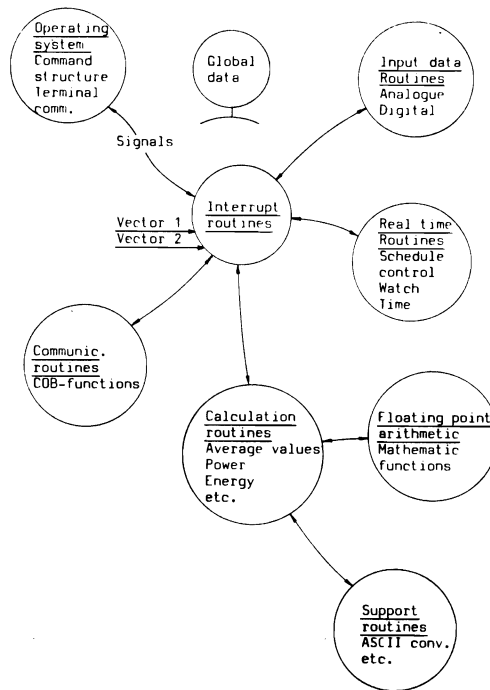 Operating
system
Command
structure
Terminal
comm.
Global
data
Input data
Routines
Analogue
Digital
Signals
Interrupt
routines
Vector 1
Vector 2
Real time
Routines
Schedule
control
Watch
Time
Communic.
routines
COB-functions
Calculation
routines
Average values
Power
Energy
etc.
Floating point
arithmetic
Mathematic
functions
Support
routines
ASCII conv.
etc.